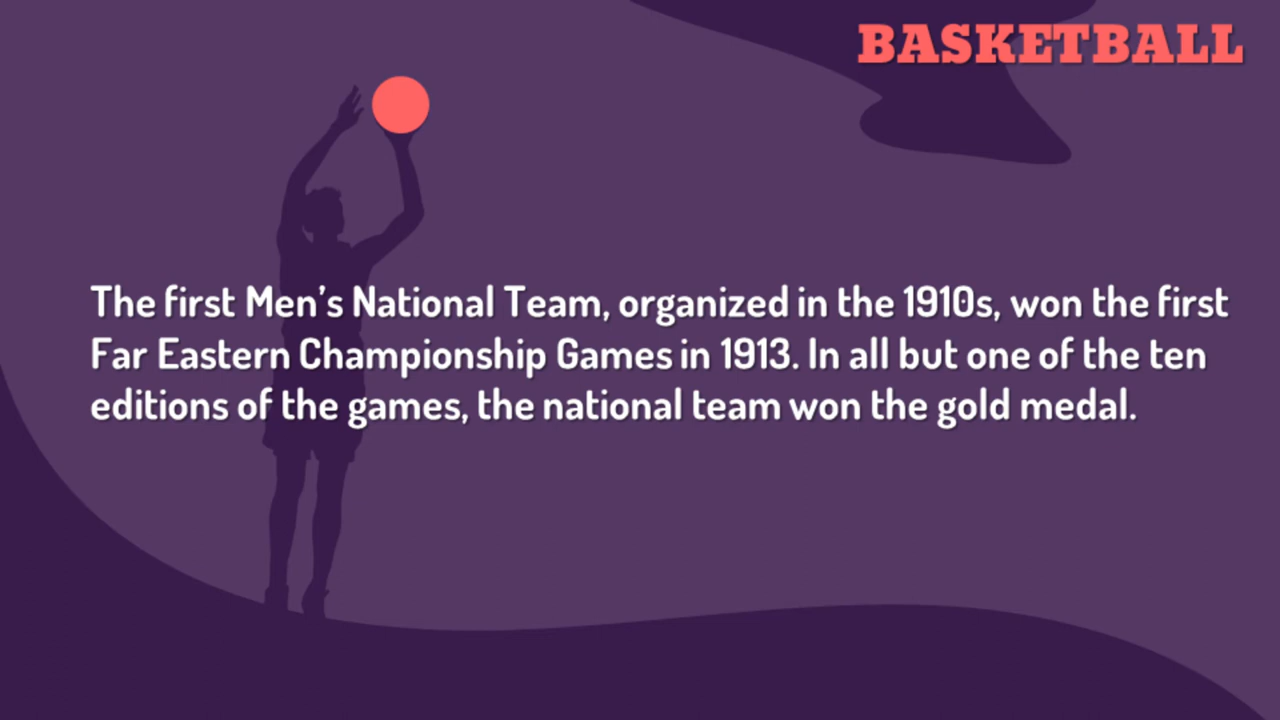 BASKETBALL
The first Men’s National Team, organized in the 1910s, won the first
Far Eastern Championship Games in 1913. In all but one of the ten
editions of the games, the national team won the gold medal.